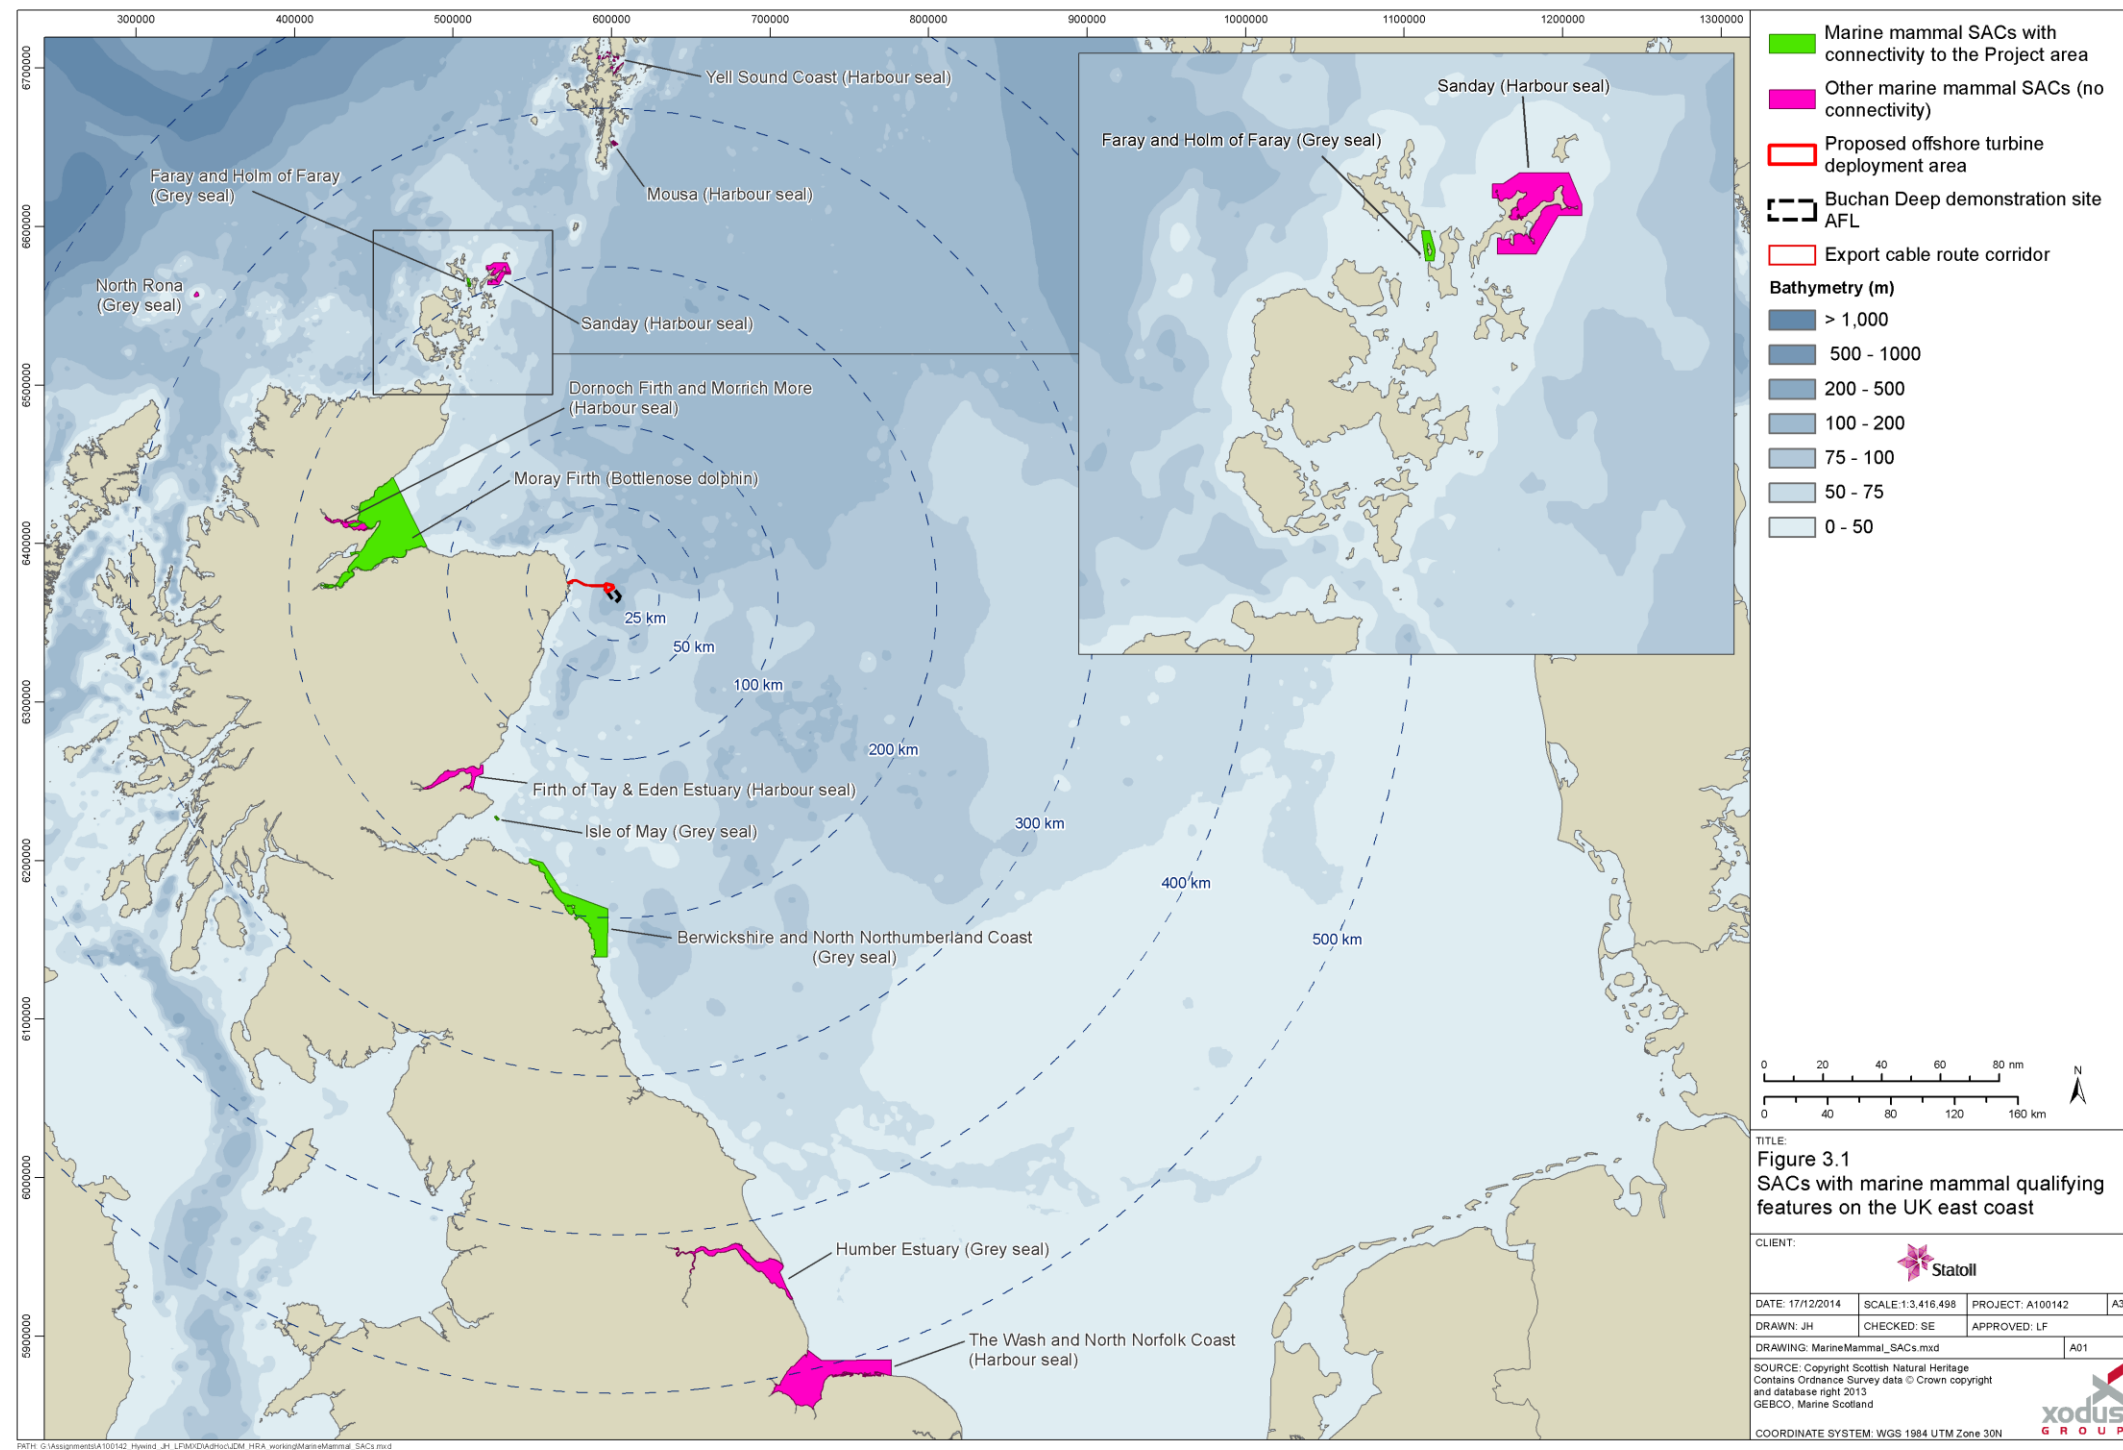 300000 400000 500000 600000 700000 800000 900000 1000000 1100000 1200000 1300000
6700000
6600000
6500000
6400000
6300000
6200000
6100000
6000000
5900000
Yell Sound Coast (Harbour seal)
Mousa (Harbour seal)
Faray and Holm of Faray
(Grey seal)
North Rona
(Grey seal)
Sanday (Harbour seal)
Dornoch Firth and Morrich More
(Harbour seal)
Moray Firth (Bottlenose dolphin)
25 km
50 km
100 km
200 km
300 km
400 km
500 km
Firth of Tay & Eden Estuary (Harbour seal)
Isle of May (Grey seal)
Berwickshire and North Northumberland Coast
(Grey seal)
Humber Estuary (Grey seal)
The Wash and North Norfolk Coast
(Harbour seal)
Sanday (Harbour seal)
Faray and Holm of Faray (Grey seal)
Marine mammal SACs with
connectivity to the Project area
Other marine mammal SACs (no
connectivity)
Proposed offshore turbine
deployment area
Buchan Deep demonstration site
AFL
Export cable route corridor
Bathymetry (m)
> 1,000
500 - 1000
200 - 500
100 - 200
75 - 100
50 - 75
0 - 50
0 20 40 60 80 nm
0 40 80 120 160 km
N
TITLE:
Figure 3.1
SACs with marine mammal qualifying
features on the UK east coast
CLIENT:
Statoil
DATE: 17/12/2014 SCALE:1:3,416,498 PROJECT: A100142 A3
DRAWN: JH CHECKED: SE APPROVED: LF
DRAWING: MarineMammal_SACs.mxd A01
SOURCE: Copyright Scottish Natural Heritage
Contains Ordnance Survey data © Crown copyright
and database right 2013
GEBCO, Marine Scotland
COORDINATE SYSTEM: WGS 1984 UTM Zone 30N
xodus
GROUP
PATH: G:\Assignments\A100142_Hywind_JH_LF\MXD\AdHoc\JDM_HRA_working\MarineMammal_SACs.mxd